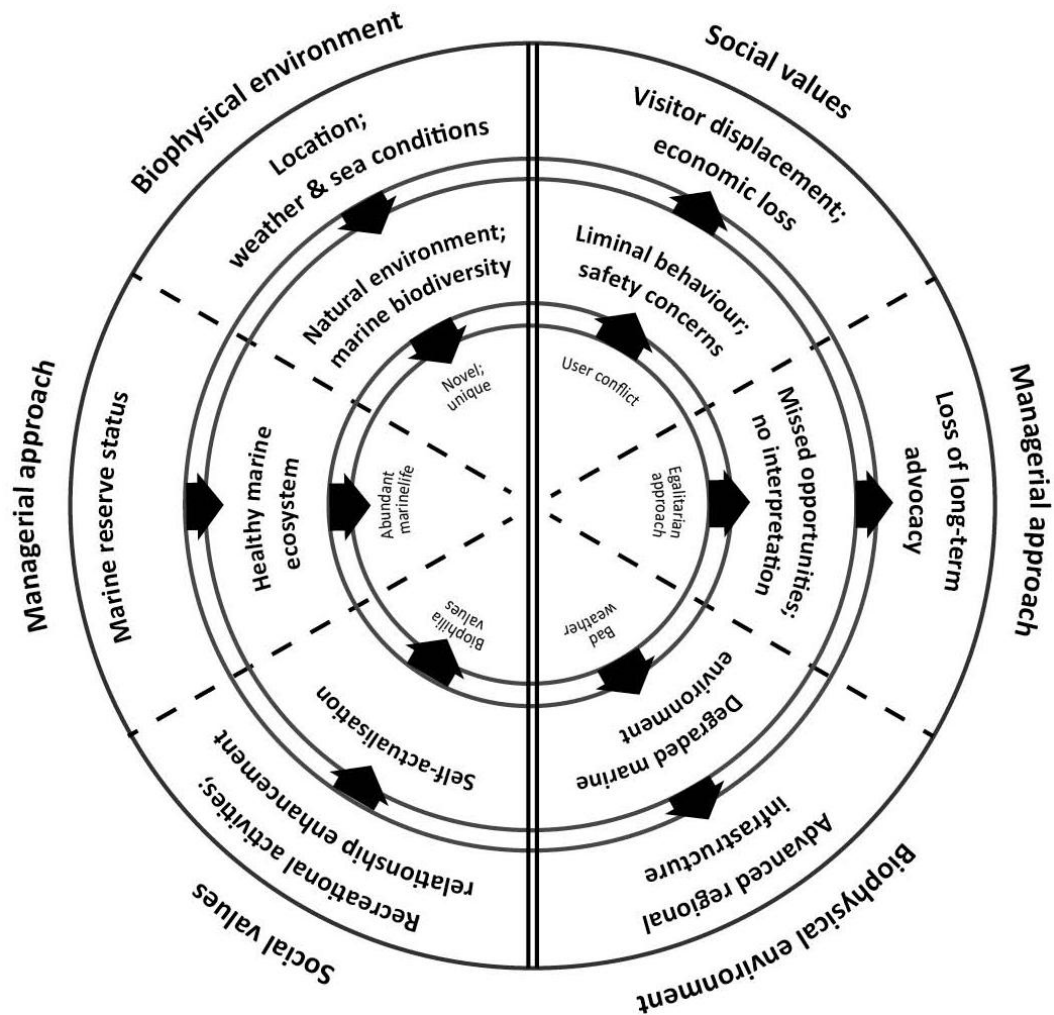 Biophysical environment
Location;
weather & sea conditions
Natural environment;
marine biodiversity
Novel;
unique
Social values
Visitor displacement;
economic loss
Liminal behaviour;
safety concerns
User conflict
Managerial approach
Marine reserve status
Healthy marine
ecosystem
Abundant
marinelife
Egalitarian
approach
Missed opportunities;
no interpretation
Loss of long-term
advocacy
Managerial approach
Biophilia
values
Self-actualisation
Recreational activities;
relationship enhancement
Social values
Bad
weather
Degraded marine
environment
Advanced regional
infrastructure
Biophysical environment